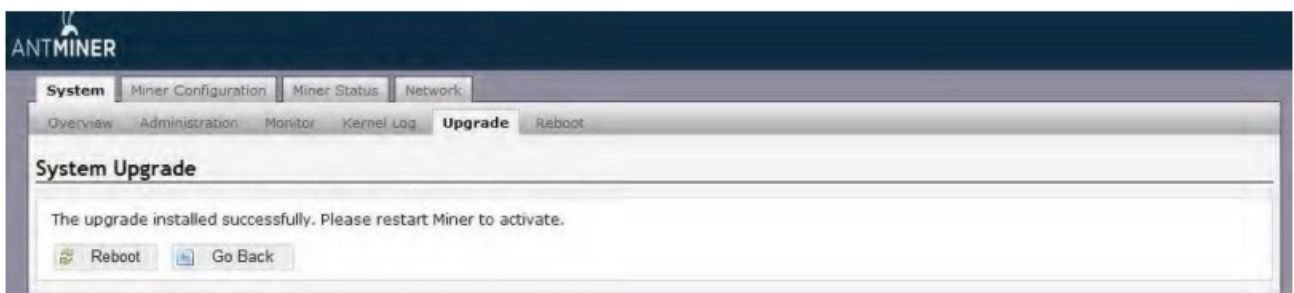 ANTMINER
System Miner Configuration Miner Status Network
Overview Administration Monitor Kernel Log Upgrade Reboot
System Upgrade
The upgrade installed successfully. Please restart Miner to activate.
Reboot Go Back